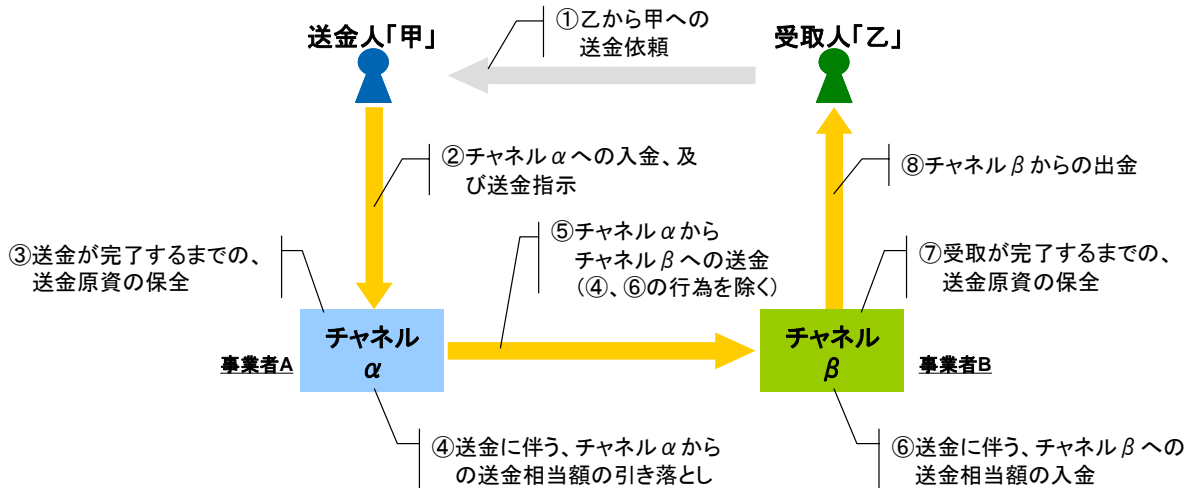 ①乙から甲への
送金依頼
送金人「甲」
受取人「乙」
②チャネルαへの入金、及
び送金指示
⑧チャネルβからの出金
③送金が完了するまでの、
送金原資の保全
⑤チャネルαから
チャネルβへの送金
(④、⑥の行為を除く)
⑦受取が完了するまでの、
送金原資の保全
チャネル
α
事業者A
チャネル
β
事業者B
④送金に伴う、チャネルαから
の送金相当額の引き落とし
⑥送金に伴う、チャネルβへの
送金相当額の入金